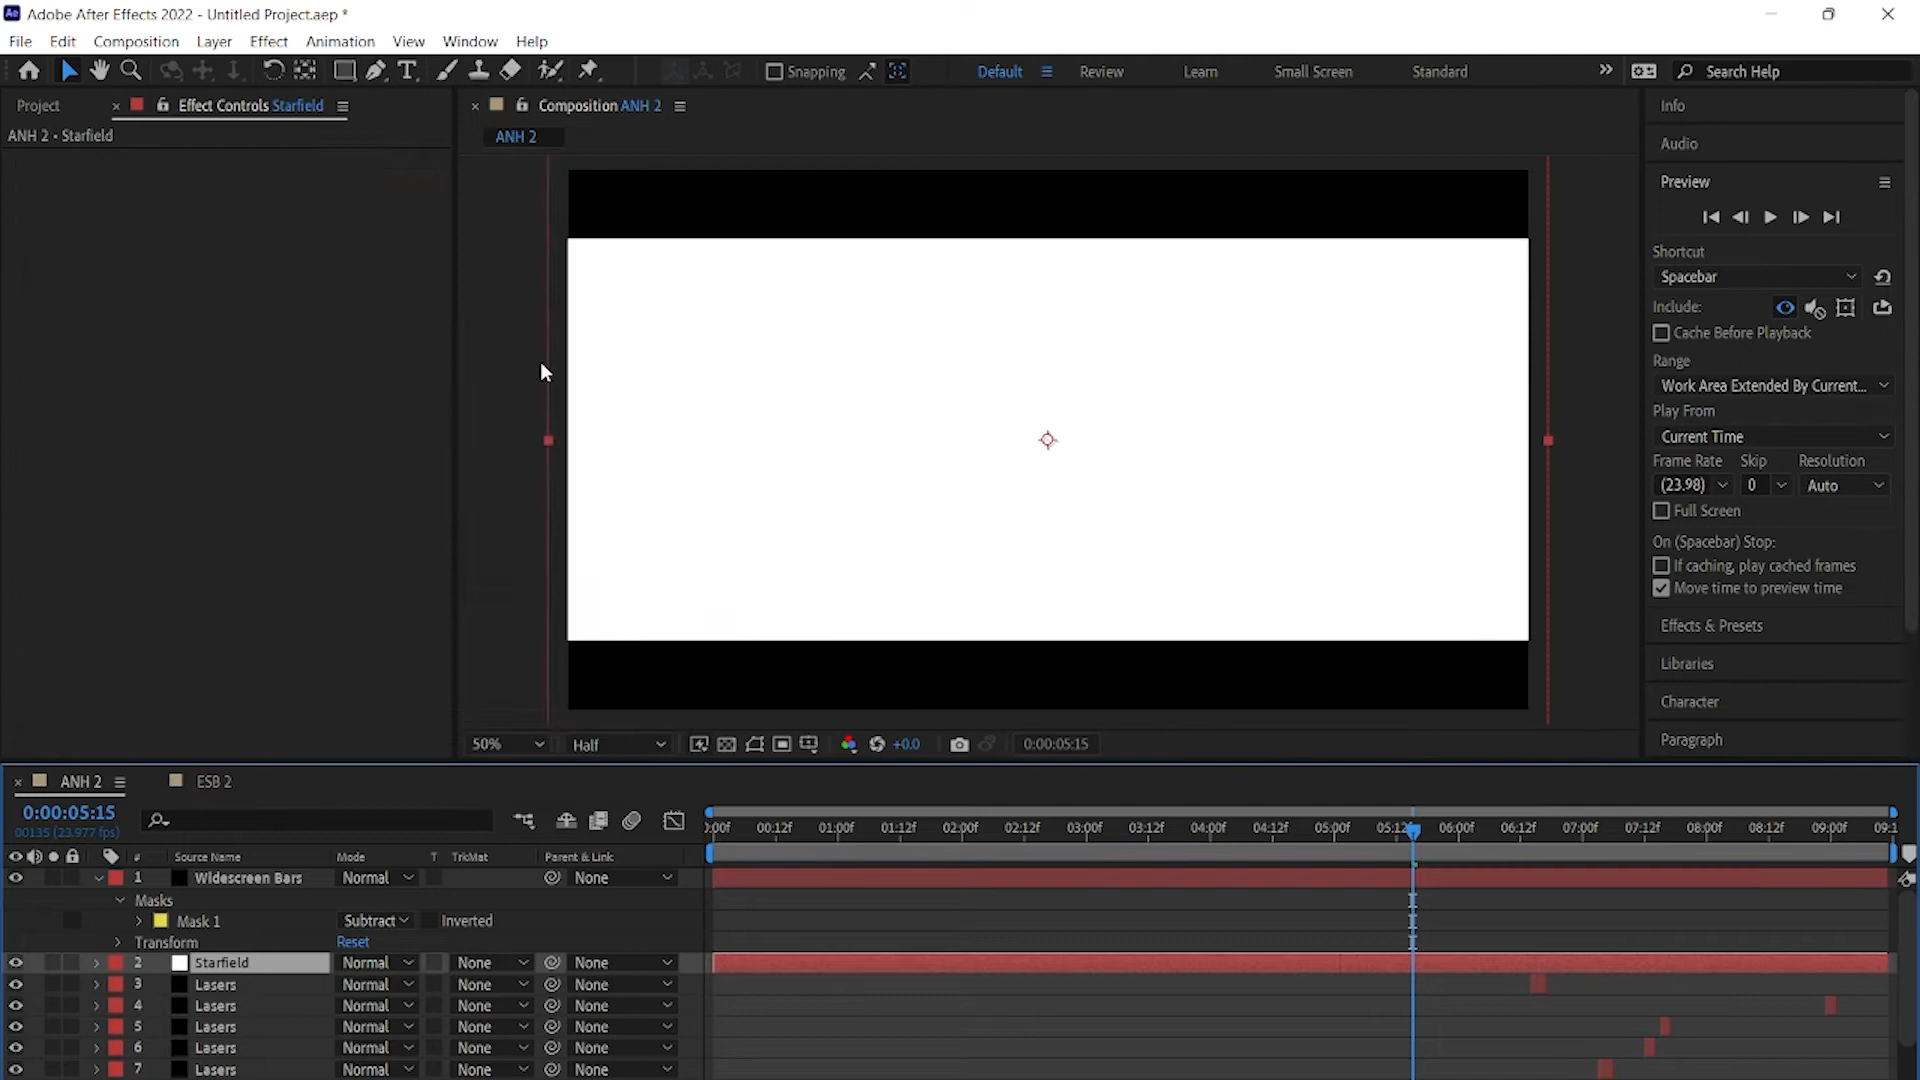 Adobe After Effects 2022 - Untitled Project.aep *
File Edit Composition Layer Effect Animation View Window Help
Snapping Default Review Learn Small Screen Standard Search Help
Project Effect Controls Starfield
Composition ANH 2
ANH 2 • Starfield
ANH 2
Info
Audio
Preview
Shortcut
Spacebar
Include:
Cache Before Playback
Range
Work Area Extended By Current...
Play From
Current Time
Frame Rate Skip Resolution
(23.98) 0 Auto
Full Screen
On (Spacebar) Stop:
If caching, play cached frames
Move time to preview time
Effects & Presets
Libraries
Character
Paragraph
50% Half +0.0 0:00:05:15
ANH 2 ESB 2
0:00:05:15
00135 (23.977 fps)
0:00f 00:12f 01:00f 01:12f 02:00f 02:12f 03:00f 03:12f 04:00f 04:12f 05:00f 05:12f 06:00f 06:12f 07:00f 07:12f 08:00f 08:12f 09:00f 09:1
# Source Name Mode T TrkMat Parent & Link
1 Widescreen Bars Normal None
Masks
Mask 1 Subtract Inverted
Transform Reset
2 Starfield Normal None None
3 Lasers Normal None None
4 Lasers Normal None None
5 Lasers Normal None None
6 Lasers Normal None None
7 Lasers Normal None None